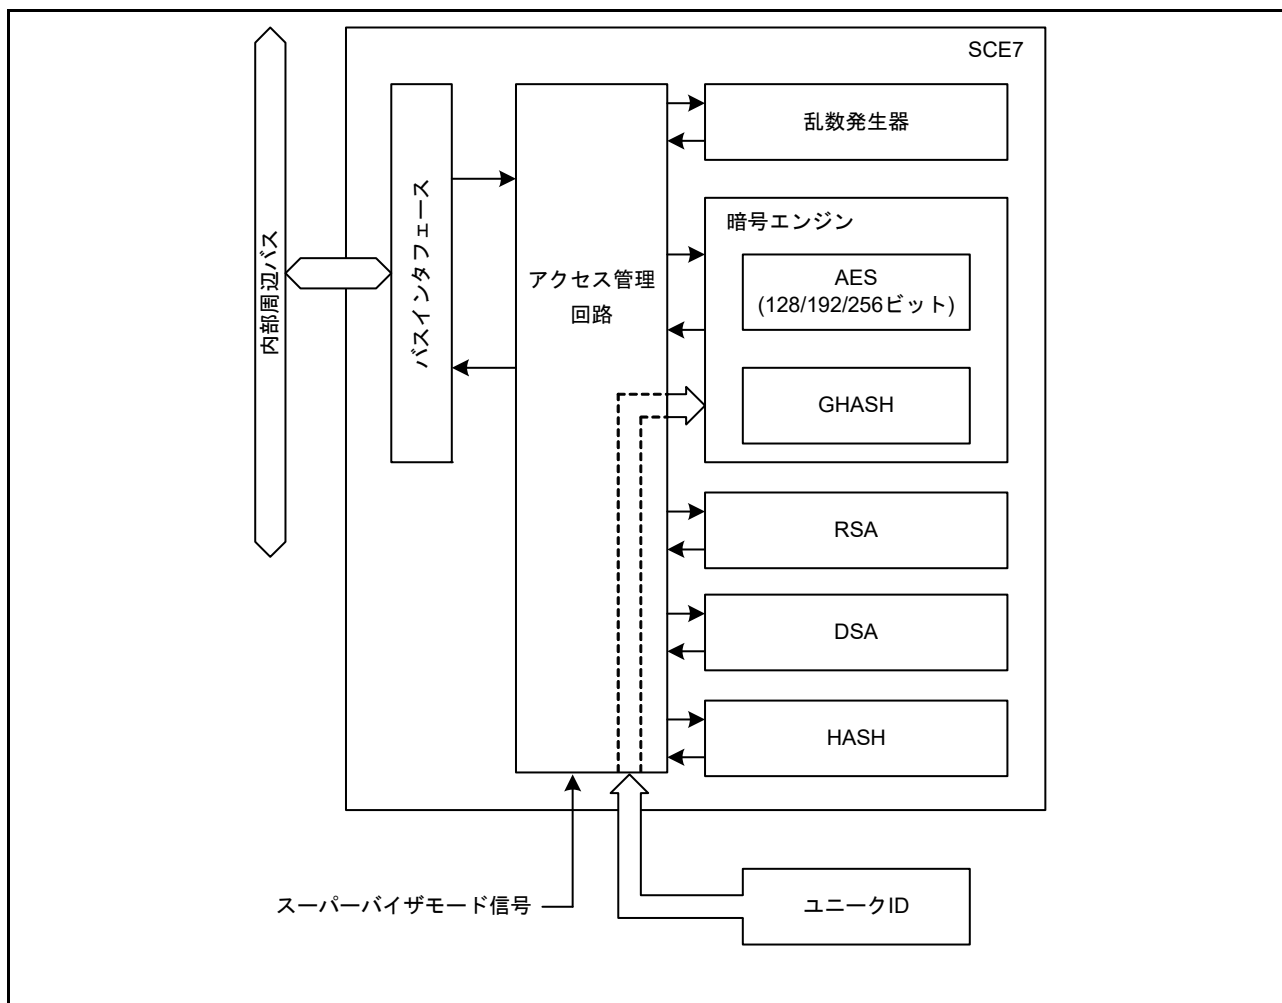 SCE7
内部周辺バス
バスインタフェース
アクセス管理
回路
乱数発生器
暗号エンジン
AES
(128/192/256ビット)
GHASH
RSA
DSA
HASH
スーパーバイザモード信号
ユニークID